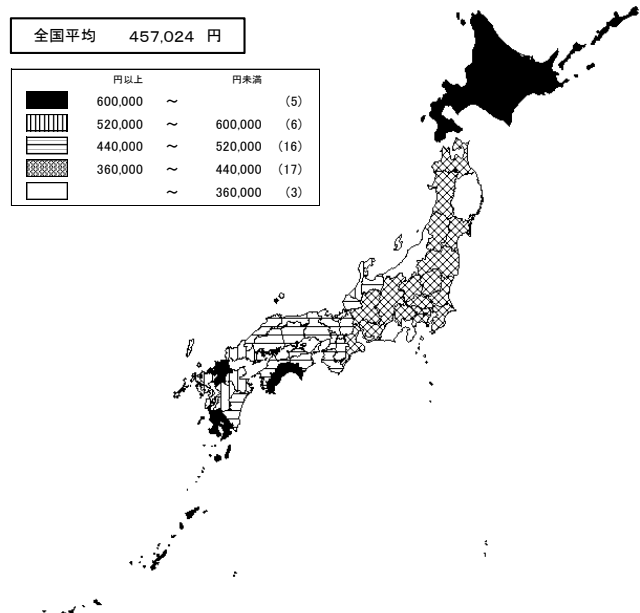 全国平均 457,024 円
円以上 円未満
600,000 ～ (5)
520,000 ～ 600,000 (6)
440,000 ～ 520,000 (16)
360,000 ～ 440,000 (17)
～ 360,000 (3)